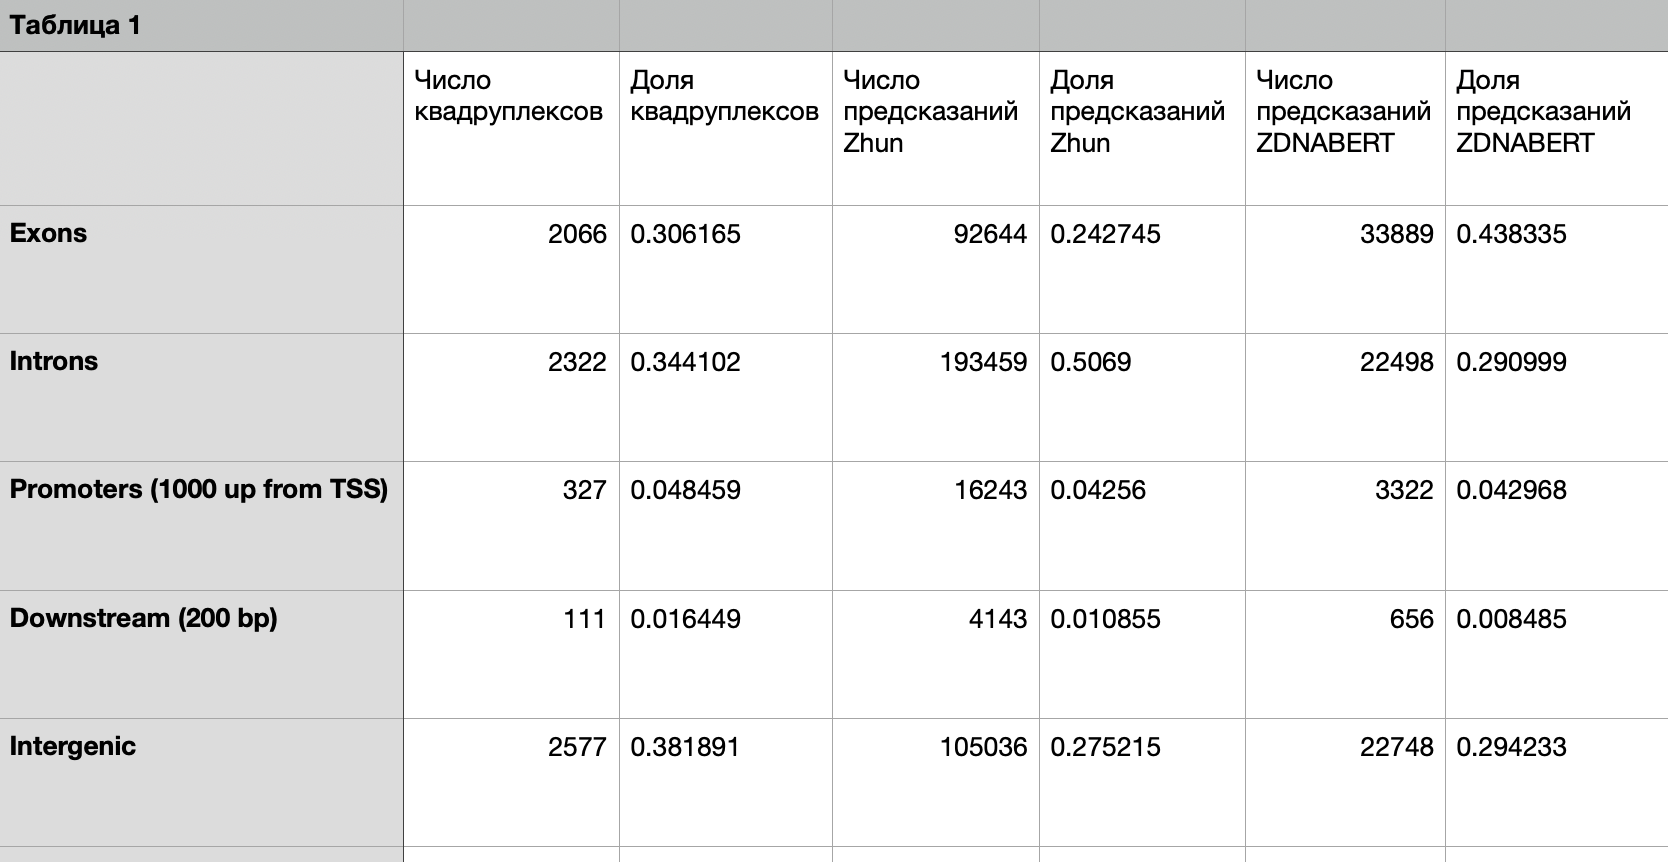 Таблица 1
Число квадруплексов Доля квадруплексов Число предсказаний Zhun Доля предсказаний Zhun Число предсказаний ZDNABERT Доля предсказаний ZDNABERT
Exons 2066 0.306165 92644 0.242745 33889 0.438335
Introns 2322 0.344102 193459 0.5069 22498 0.290999
Promoters (1000 up from TSS) 327 0.048459 16243 0.04256 3322 0.042968
Downstream (200 bp) 111 0.016449 4143 0.010855 656 0.008485
Intergenic 2577 0.381891 105036 0.275215 22748 0.294233